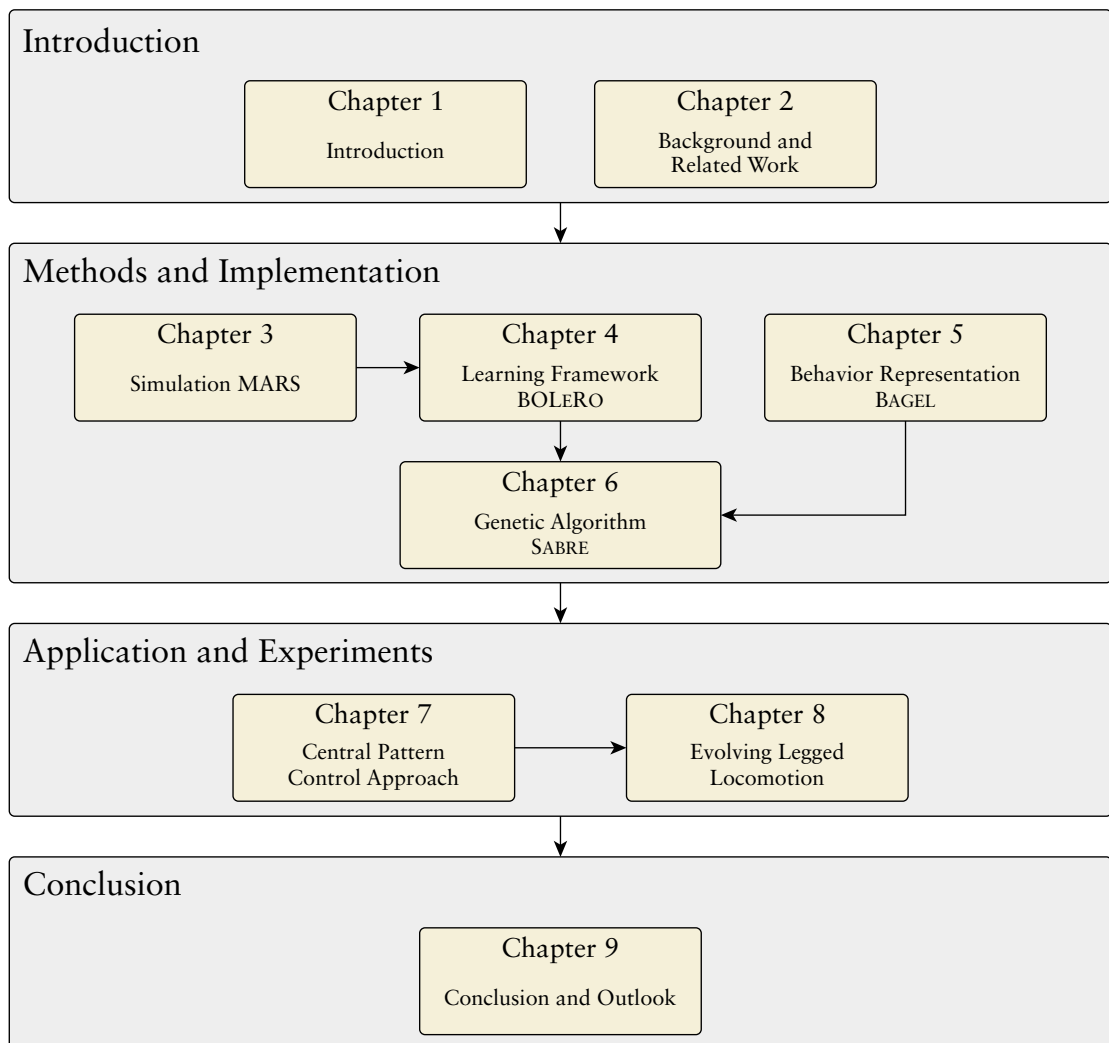 Introduction
Chapter 1
Introduction
Chapter 2
Background and
Related Work
Methods and Implementation
Chapter 3
Simulation MARS
Chapter 4
Learning Framework
BOLERO
Chapter 5
Behavior Representation
BAGEL
Chapter 6
Genetic Algorithm
SABRE
Application and Experiments
Chapter 7
Central Pattern
Control Approach
Chapter 8
Evolving Legged
Locomotion
Conclusion
Chapter 9
Conclusion and Outlook